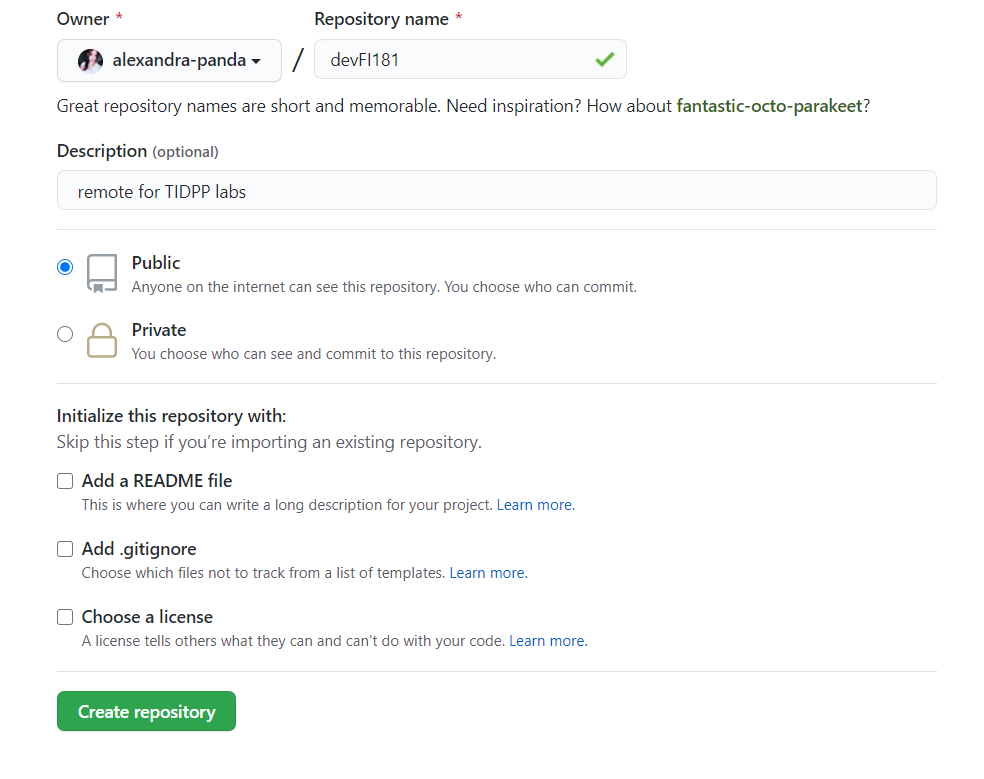 Owner * Repository name *
alexandra-panda / devFI181
Great repository names are short and memorable. Need inspiration? How about fantastic-octo-parakeet?
Description (optional)
remote for TIDPP labs
Public
Anyone on the internet can see this repository. You choose who can commit.
Private
You choose who can see and commit to this repository.
Initialize this repository with:
Skip this step if you’re importing an existing repository.
Add a README file
This is where you can write a long description for your project. Learn more.
Add .gitignore
Choose which files not to track from a list of templates. Learn more.
Choose a license
A license tells others what they can and can't do with your code. Learn more.
Create repository